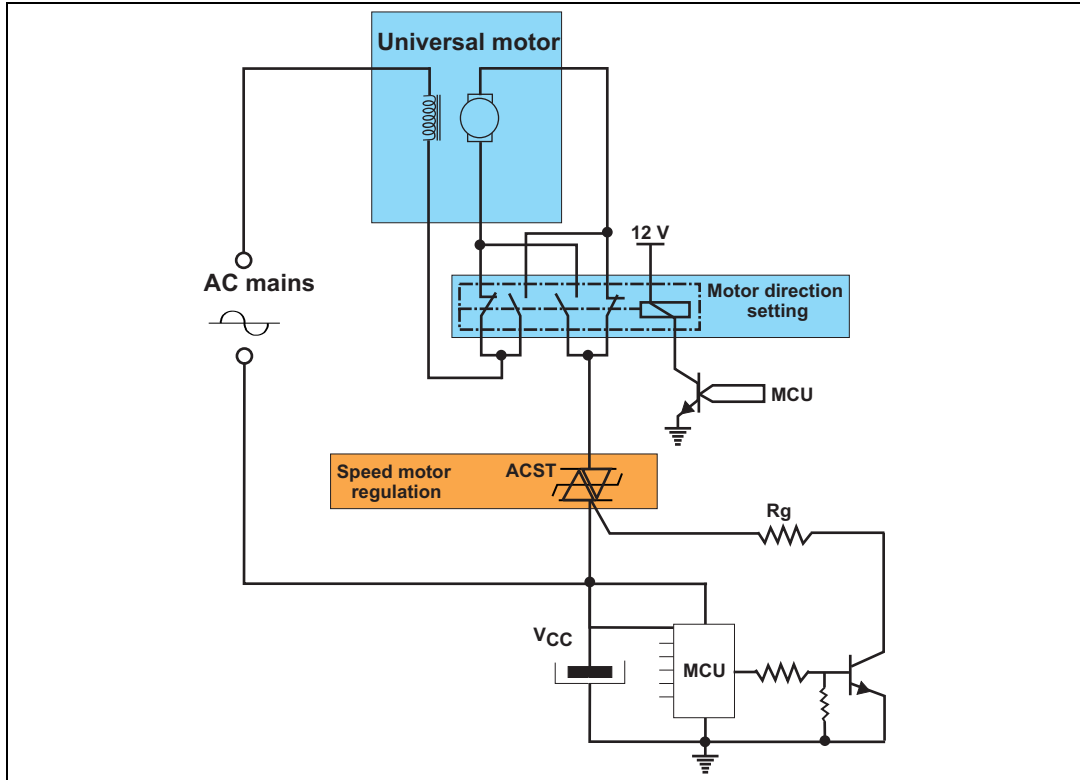 Universal motor
12 V
AC mains
Motor direction
setting
MCU
Speed motor
regulation
ACST
Rg
VCC
MCU